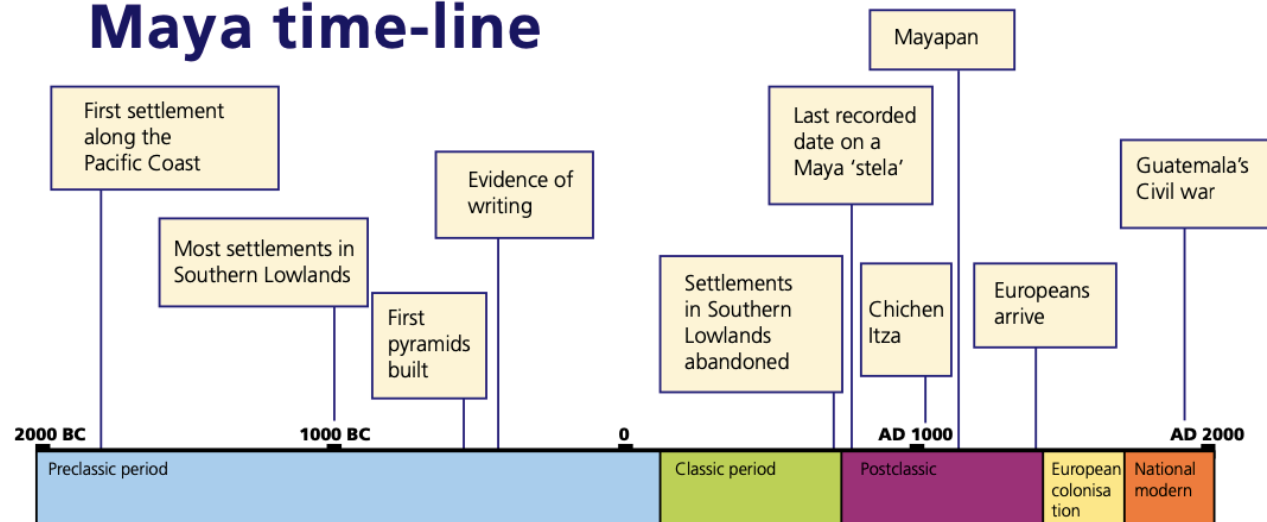 Maya time-line
Mayapan
First settlement
along the
Pacific Coast
Last recorded
date on a
Maya ‘stela’
Evidence of
writing
Guatemala’s
Civil war
Most settlements in
Southern Lowlands
Settlements
in Southern
Lowlands
abandoned
Chichen
Itza
Europeans
arrive
First
pyramids
built
2000 BC
1000 BC
0
AD 1000
AD 2000
Preclassic period
Classic period
Postclassic
European
colonisa
tion
National
modern